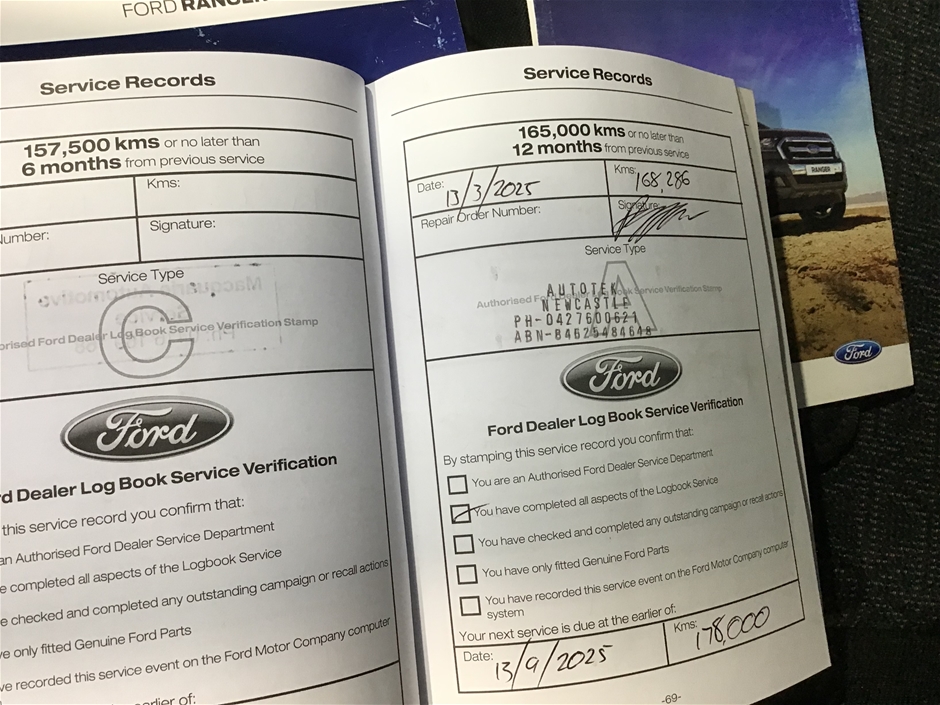 FORD RANGER
Service Records
157,500 kms or no later than
6 months from previous service
Kms:
Number:
Signature:
Service Type
C
orised Ford Dealer Log Book Service Verification Stamp
Ford
rd Dealer Log Book Service Verification
this service record you confirm that:
an Authorised Ford Dealer Service Department
e completed all aspects of the Logbook Service
e checked and completed any outstanding campaign or recall actions
ve only fitted Genuine Ford Parts
ve recorded this service event on the Ford Motor Company computer
rlier of:
Service Records
165,000 kms or no later than
12 months from previous service
Date: 13/3/2025
Kms: 168,286
Repair Order Number:
Signature:
Service Type
A
Authorised Fo Book Service Verification Stamp
AUTOTEK
NEWCASTLE
PH-0427600621
ABN-84625484648
Ford
Ford Dealer Log Book Service Verification
By stamping this service record you confirm that:
You are an Authorised Ford Dealer Service Department
You have completed all aspects of the Logbook Service
You have checked and completed any outstanding campaign or recall actions
You have only fitted Genuine Ford Parts
You have recorded this service event on the Ford Motor Company computer
system
Your next service is due at the earlier of:
Date: 13/9/2025
Kms: 178,000
-69-
RANGER
Ford